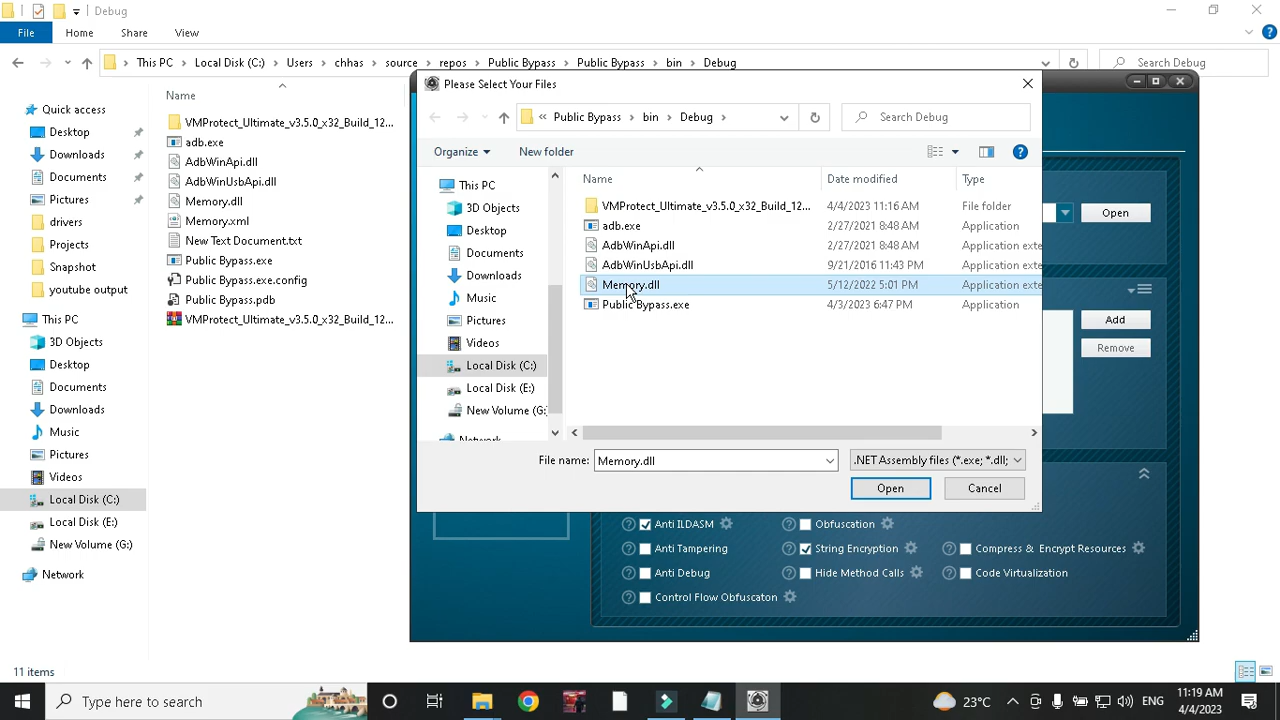 Debug
File
Home
Share
View
This PC
Local Disk (C:)
Users
chhas
source
repos
Public Bypass
Public Bypass
bin
Debug
Search Debug
Quick access
Desktop
Downloads
Documents
Pictures
drivers
Projects
Snapshot
youtube output
This PC
3D Objects
Desktop
Documents
Downloads
Music
Pictures
Videos
Local Disk (C:)
Local Disk (E:)
New Volume (G:)
Network
Name
VMProtect_Ultimate_v3.5.0_x32_Build_12...
adb.exe
AdbWinApi.dll
AdbWinUsbApi.dll
Memory.dll
Memory.xml
New Text Document.txt
Public Bypass.exe
Public Bypass.exe.config
Public Bypass.pdb
VMProtect_Ultimate_v3.5.0_x32_Build_12...
Please Select Your Files
« Public Bypass
bin
Debug
Search Debug
Organize
New folder
This PC
3D Objects
Desktop
Documents
Downloads
Music
Pictures
Videos
Local Disk (C:)
Local Disk (E:)
New Volume (G:
Network
Name Date modified Type
VMProtect_Ultimate_v3.5.0_x32_Build_12... 4/4/2023 11:16 AM File folder
adb.exe 2/27/2021 8:48 AM Application
AdbWinApi.dll 2/27/2021 8:48 AM Application exte
AdbWinUsbApi.dll 9/21/2016 11:43 PM Application exte
Memory.dll 5/12/2022 5:01 PM Application exte
Public Bypass.exe 4/3/2023 6:47 PM Application
File name: Memory.dll
.NET Assembly files (*.exe; *.dll;
Open
Cancel
Open
Add
Remove
Anti ILDASM
Obfuscation
Anti Tampering
String Encryption
Compress & Encrypt Resources
Anti Debug
Hide Method Calls
Code Virtualization
Control Flow Obfuscaton
11 items
Type here to search
23°C
ENG
11:19 AM
4/4/2023